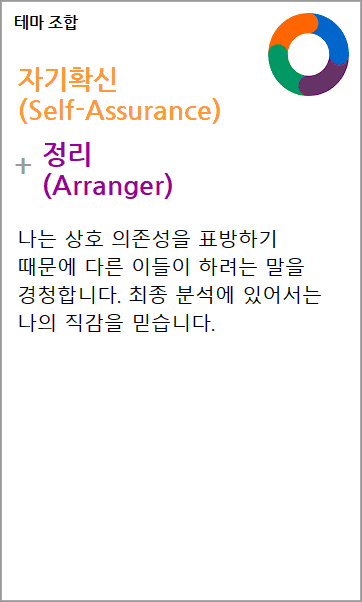 테마 조합
자기확신
(Self-Assurance)
+ 정리
(Arranger)
나는 상호 의존성을 표방하기
때문에 다른 이들이 하려는 말을
경청합니다. 최종 분석에 있어서는
나의 직감을 믿습니다.